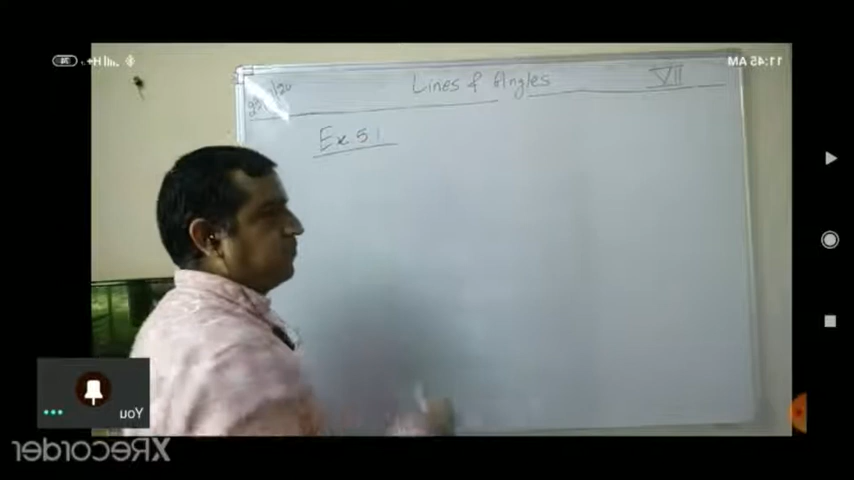 11:45 AM
Lines & Angles
VII
Ex 5.1
You
XRecorder